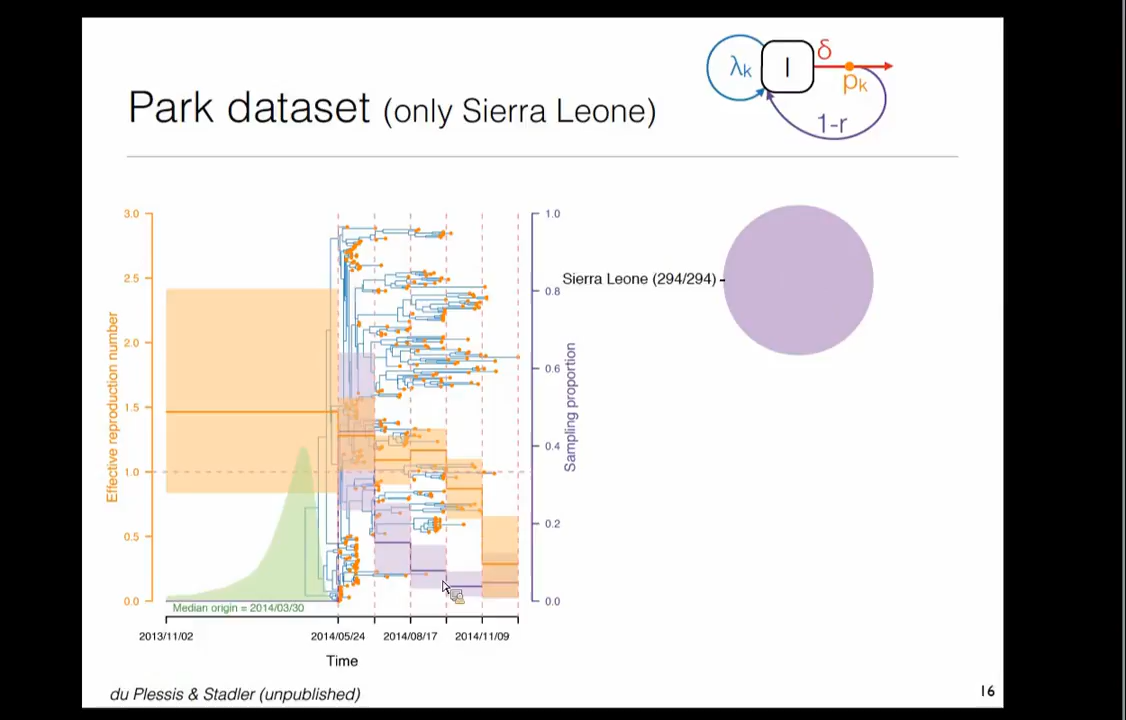 Park dataset (only Sierra Leone)
λk
I
δ
pk
1-r
Effective reproduction number
3.0
2.5
2.0
1.5
1.0
0.5
0.0
Sampling proportion
1.0
0.8
0.6
0.4
0.2
0.0
Sierra Leone (294/294)
Median origin = 2014/03/30
2013/11/02
2014/05/24
2014/08/17
2014/11/09
Time
du Plessis & Stadler (unpublished)
16